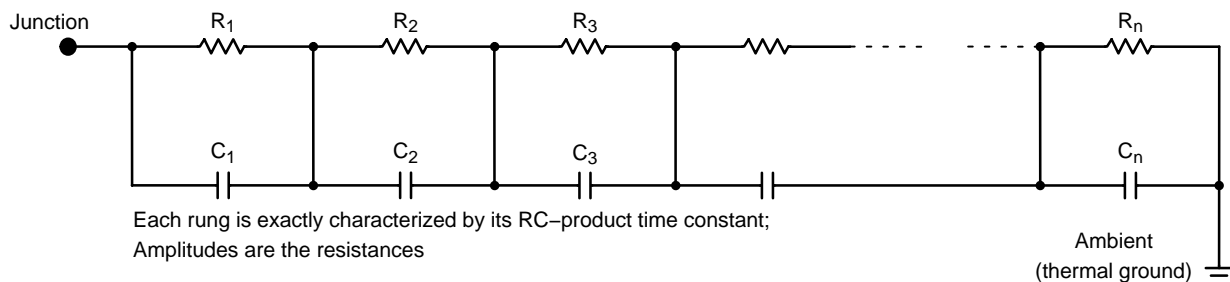 Junction
R1 R2 R3 Rn
C1 C2 C3 Cn
Each rung is exactly characterized by its RC−product time constant;
Amplitudes are the resistances
Ambient
(thermal ground)